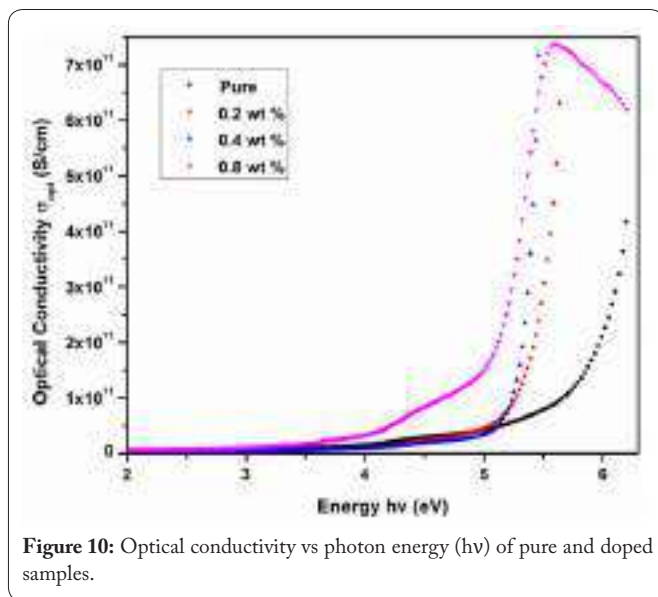 7x10¹¹
6x10¹¹
5x10¹¹
4x10¹¹
3x10¹¹
2x10¹¹
1x10¹¹
0
Optical Conductivity σopt (S/cm)
Pure
0.2 wt %
0.4 wt %
0.8 wt %
2 3 4 5 6
Energy hν (eV)
Figure 10: Optical conductivity vs photon energy (hν) of pure and doped
samples.